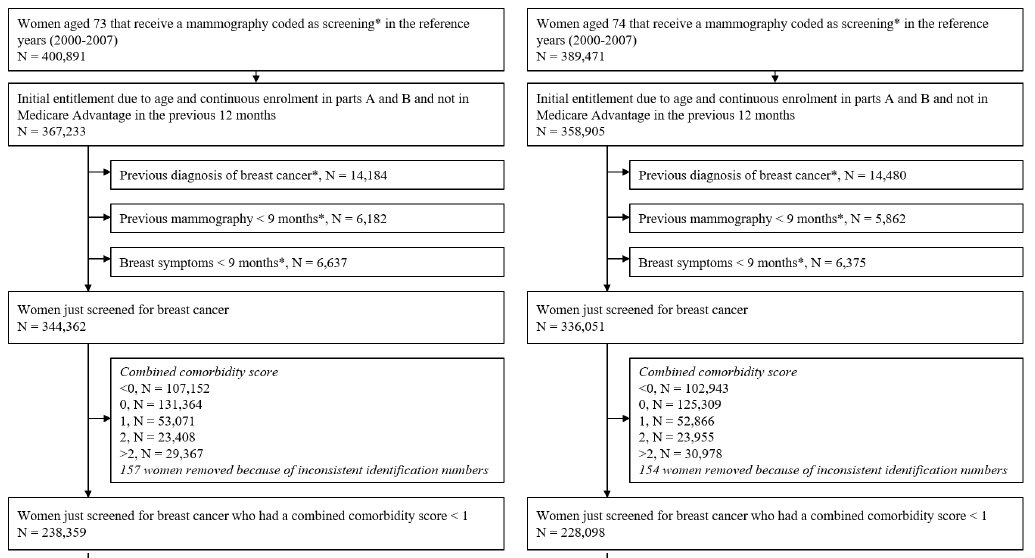 Women aged 73 that receive a mammography coded as screening* in the reference
years (2000-2007)
N = 400,891
Initial entitlement due to age and continuous enrolment in parts A and B and not in
Medicare Advantage in the previous 12 months
N = 367,233
Previous diagnosis of breast cancer*, N = 14,184
Previous mammography < 9 months*, N = 6,182
Breast symptoms < 9 months*, N = 6,637
Women just screened for breast cancer
N = 344,362
Combined comorbidity score
<0, N = 107,152
0, N = 131,364
1, N = 53,071
2, N = 23,408
>2, N = 29,367
157 women removed because of inconsistent identification numbers
Women just screened for breast cancer who had a combined comorbidity score < 1
N = 238,359
Women aged 74 that receive a mammography coded as screening* in the reference
years (2000-2007)
N = 389,471
Initial entitlement due to age and continuous enrolment in parts A and B and not in
Medicare Advantage in the previous 12 months
N = 358,905
Previous diagnosis of breast cancer*, N = 14,480
Previous mammography < 9 months*, N = 5,862
Breast symptoms < 9 months*, N = 6,375
Women just screened for breast cancer
N = 336,051
Combined comorbidity score
<0, N = 102,943
0, N = 125,309
1, N = 52,866
2, N = 23,955
>2, N = 30,978
154 women removed because of inconsistent identification numbers
Women just screened for breast cancer who had a combined comorbidity score < 1
N = 228,098